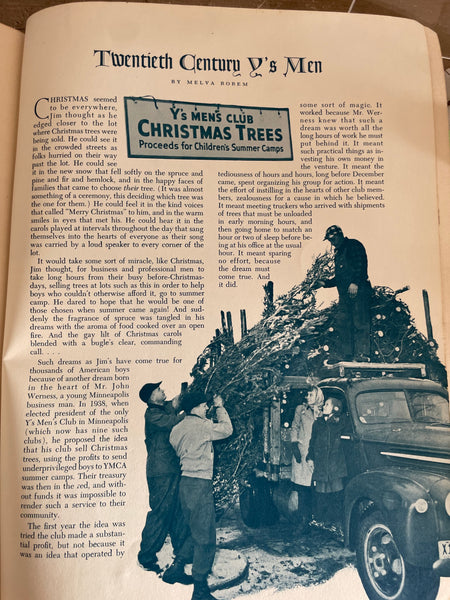 Twentieth Century Y's Men
BY MELVA ROREM
Y's MEN'S CLUB
CHRISTMAS TREES
Proceeds for Children's Summer Camps
CHRISTMAS seemed
to be everywhere,
Jim thought as he
edged closer to the lot
where Christmas trees were
being sold. He could see it
in the crowded streets as
folks hurried on their way
past the lot. He could see
it in the new snow that fell softly on the spruce and
pine and fir and hemlock, and in the happy faces of
families that came to choose their tree. (It was almost
something of a ceremony, this deciding which tree was
the one for them.) He could feel it in the kind voices
that called "Merry Christmas" to him, and in the warm
smiles in eyes that met his. He could hear it in the
carols played at intervals throughout the day that sang
themselves into the hearts of everyone as their song
was carried by a loud speaker to every corner of the
lot.
It would take some sort of miracle, like Christmas,
Jim thought, for business and professional men to
take long hours from their busy before-Christmas-
days, selling trees at lots such as this in order to help
boys who couldn't otherwise afford it, go to summer
camp. He dared to hope that he would be one of
those chosen when summer came again! And sud-
denly the fragrance of spruce was tangled in his
dreams with the aroma of food cooked over an open
fire. And the gay lilt of Christmas carols
blended with a bugle's clear, commanding
call. . . .
Such dreams as Jim's have come true for
thousands of American boys
because of another dream born
in the heart of Mr. John
Werness, a young Minneapolis
business man. In 1938, when
elected president of the only
Y's Men's Club in Minneapolis
(which now has nine such
clubs), he proposed the idea
that his club sell Christmas
trees, using the profits to send
underprivileged boys to YMCA
summer camps. Their treasury
was then in the red, and with-
out funds it was impossible to
render such a service to their
community.
The first year the idea was
tried the club made a substan-
tial profit, but not because it
was an idea that operated by
some sort of magic. It
worked because Mr. Wer-
ness knew that such a
dream was worth all the
long hours of work he must
put behind it. It meant
such practical things as in-
vesting his own money in
the venture. It meant the
tediousness of hours and hours, long before December
came, spent organizing his group for action. It meant
the effort of instilling in the hearts of other club mem-
bers, zealousness for a cause in which he believed.
It meant meeting truckers who arrived with shipments
of trees that must be unloaded
in early morning hours, and
then going home to match an
hour or two of sleep before be-
ing at his office at the usual
hour. It meant sparing
no effort, because
the dream must
come true. And
it did.